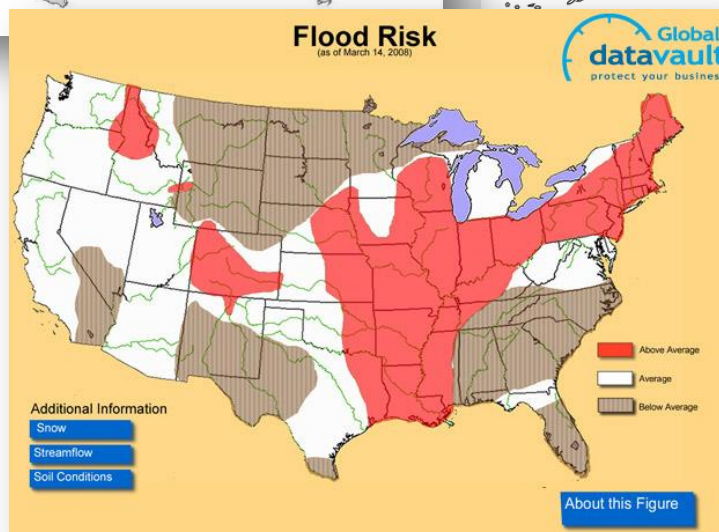 Flood Risk
(as of March 14, 2008)
Global
datavault
protect your busines
Above Average
Average
Below Average
Additional Information
Snow
Streamflow
Soil Conditions
About this Figure